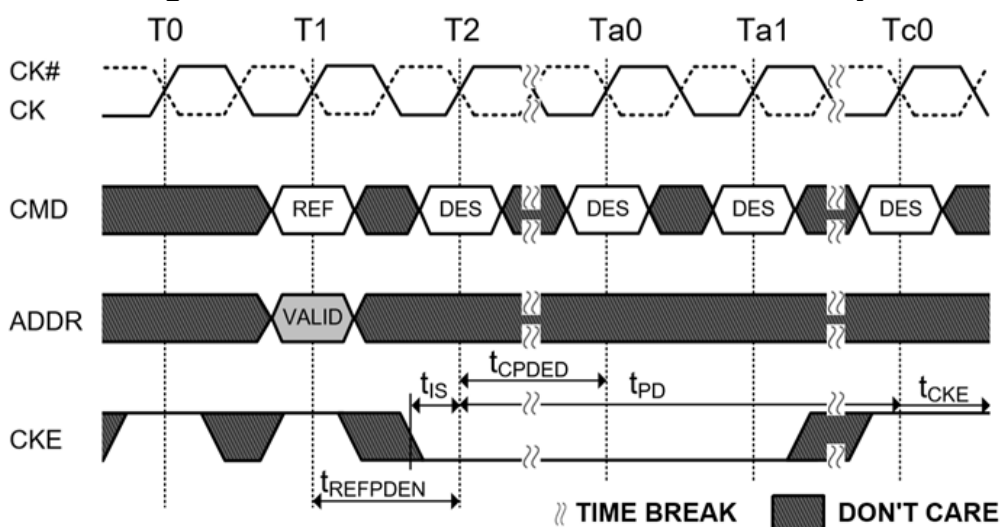 T0 T1 T2 Ta0 Ta1 Tc0
CK#
CK
CMD REF DES DES DES DES
ADDR VALID
tIS tCPDED tPD tCKE
CKE
tREFPDEN
TIME BREAK DON'T CARE